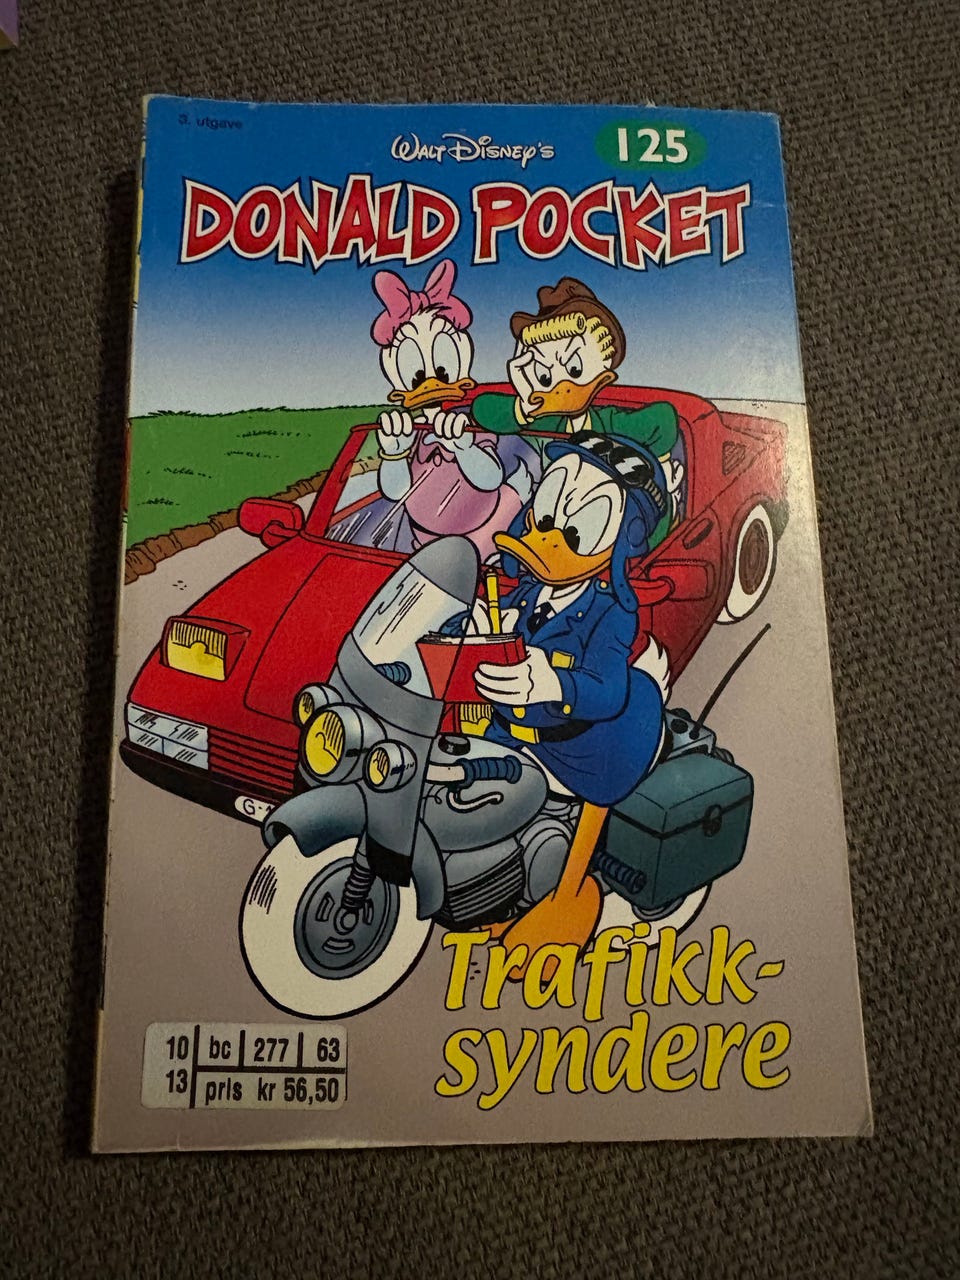 3. utgave
WALT DISNEY'S
125
DONALD POCKET
G-
Trafikk-
syndere
10 bc 277 63
13 pris kr 56,50